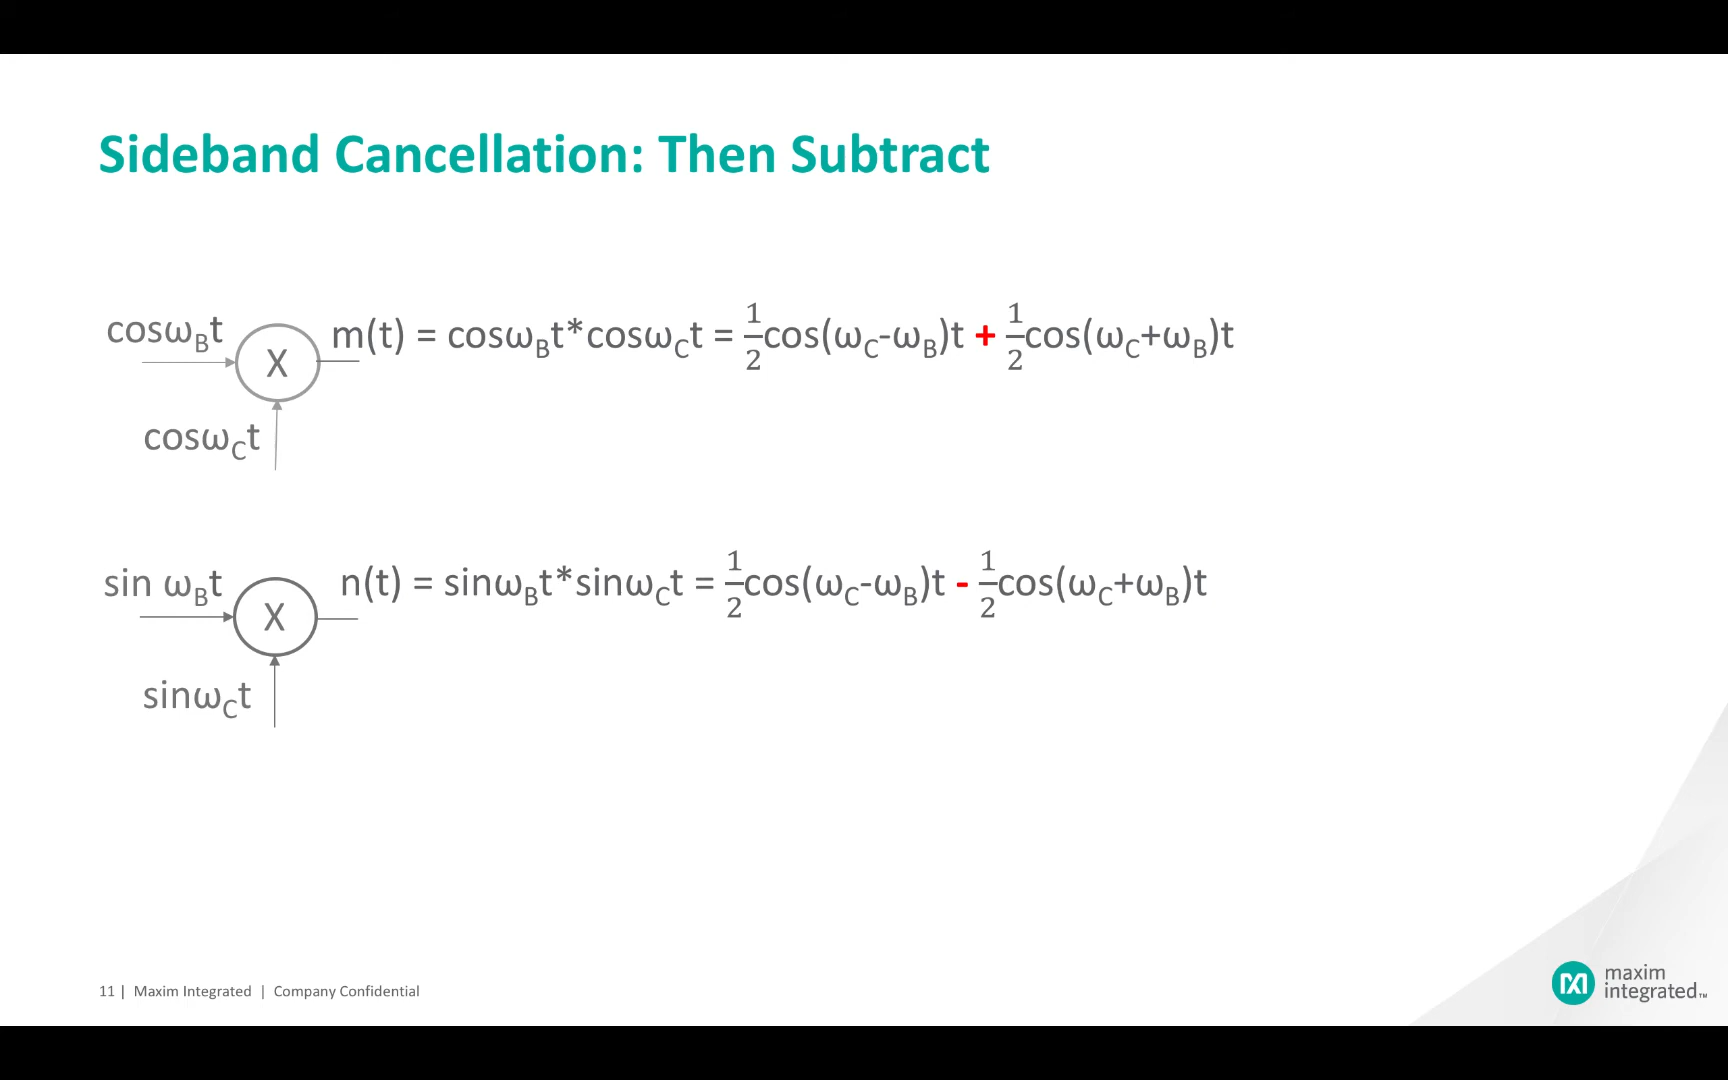 Sideband Cancellation: Then Subtract
cosω_Bt
X
m(t) = cosω_Bt*cosω_Ct = 1/2cos(ω_C-ω_B)t + 1/2cos(ω_C+ω_B)t
cosω_Ct
sin ω_Bt
X
n(t) = sinω_Bt*sinω_Ct = 1/2cos(ω_C-ω_B)t - 1/2cos(ω_C+ω_B)t
sinω_Ct
11 | Maxim Integrated | Company Confidential
maxim
integrated™